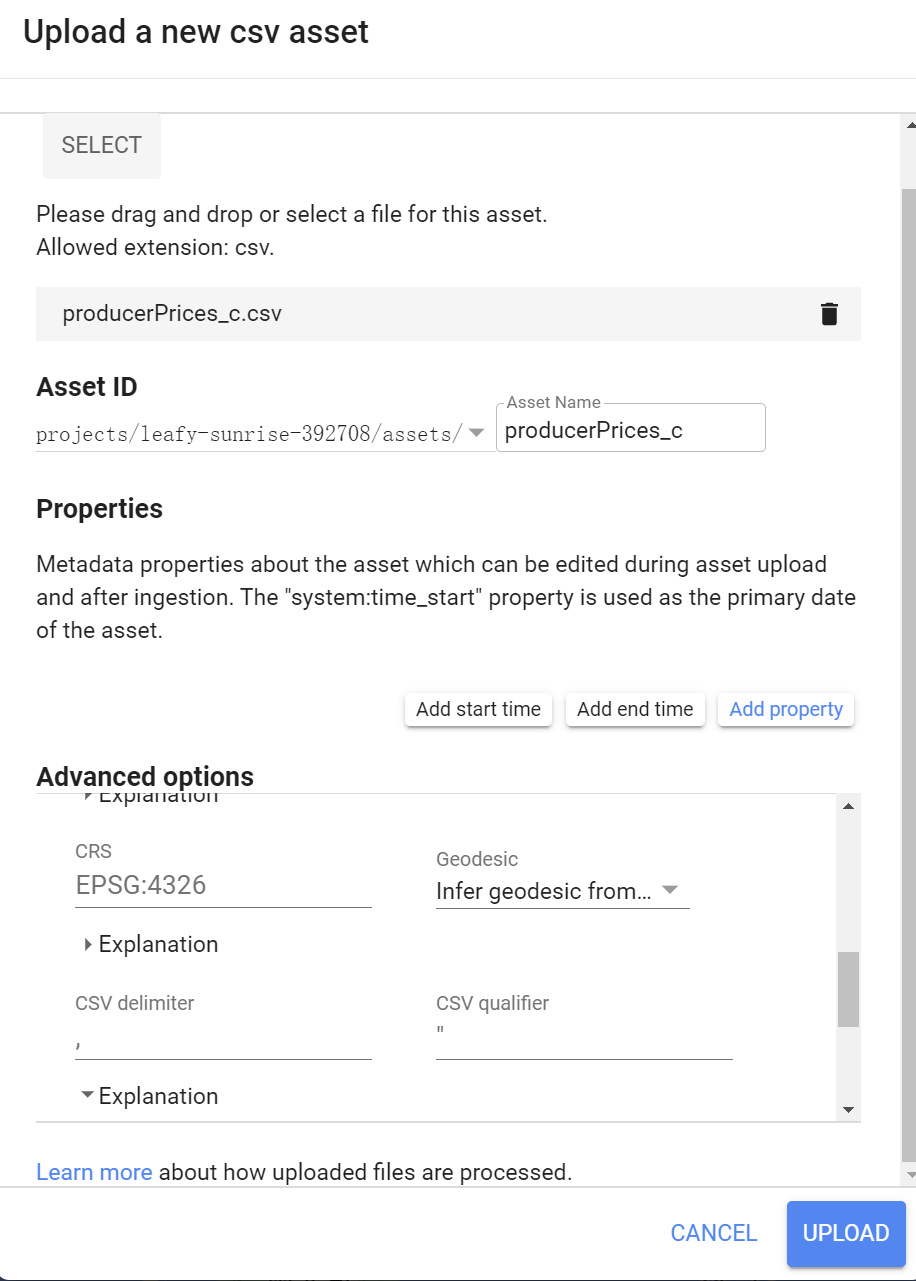 Upload a new csv asset
SELECT
Please drag and drop or select a file for this asset.
Allowed extension: csv.
producerPrices_c.csv
Asset ID
projects/leafy-sunrise-392708/assets/
Asset Name
producerPrices_c
Properties
Metadata properties about the asset which can be edited during asset upload
and after ingestion. The "system:time_start" property is used as the primary date
of the asset.
Add start time Add end time Add property
Advanced options
Explanation
CRS
EPSG:4326
Geodesic
Infer geodesic from...
Explanation
CSV delimiter
,
CSV qualifier
"
Explanation
Learn more about how uploaded files are processed.
CANCEL UPLOAD